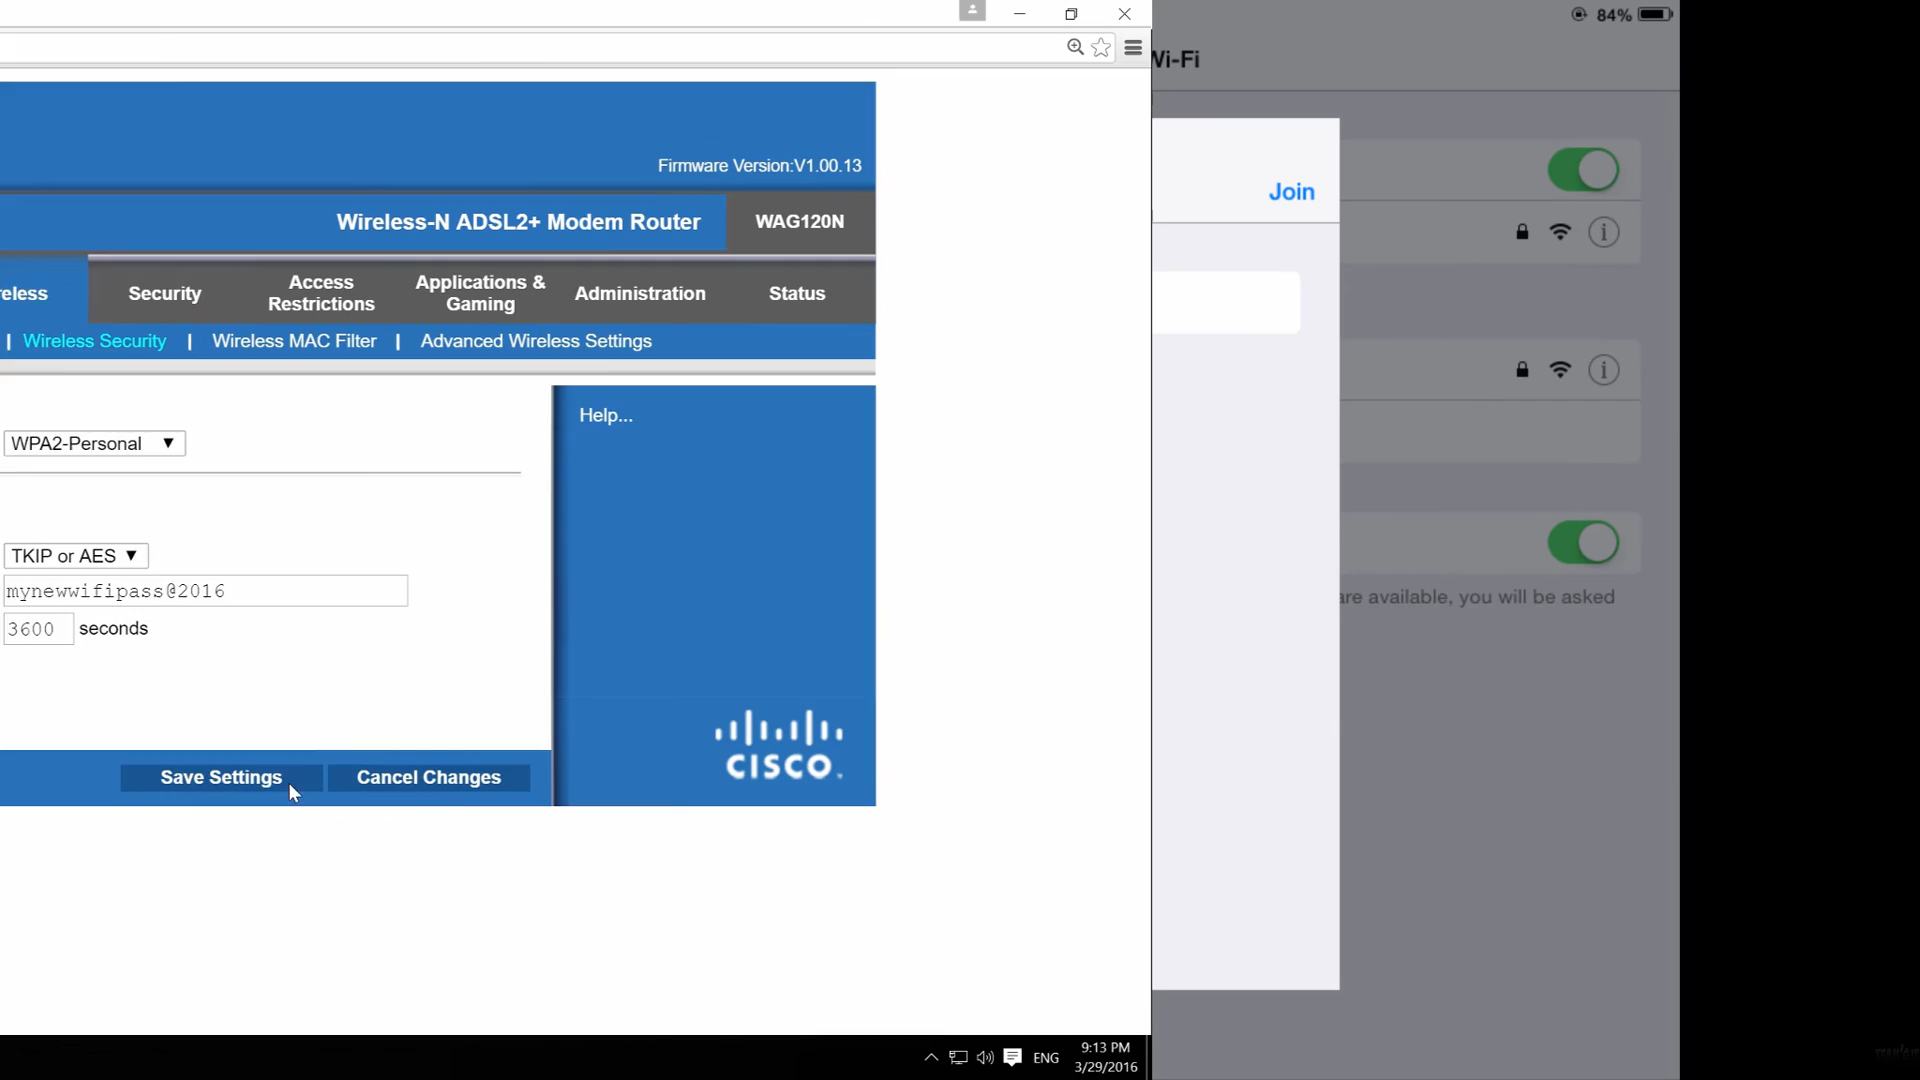 84%
Wi-Fi
Firmware Version:V1.00.13
Join
Wireless-N ADSL2+ Modem Router
WAG120N
reless
Security
Access Restrictions
Applications & Gaming
Administration
Status
| Wireless Security | Wireless MAC Filter | Advanced Wireless Settings
Help...
WPA2-Personal
TKIP or AES
mynewwifipass@2016
are available, you will be asked
3600 seconds
CISCO.
Save Settings
Cancel Changes
ENG
9:13 PM
3/29/2016